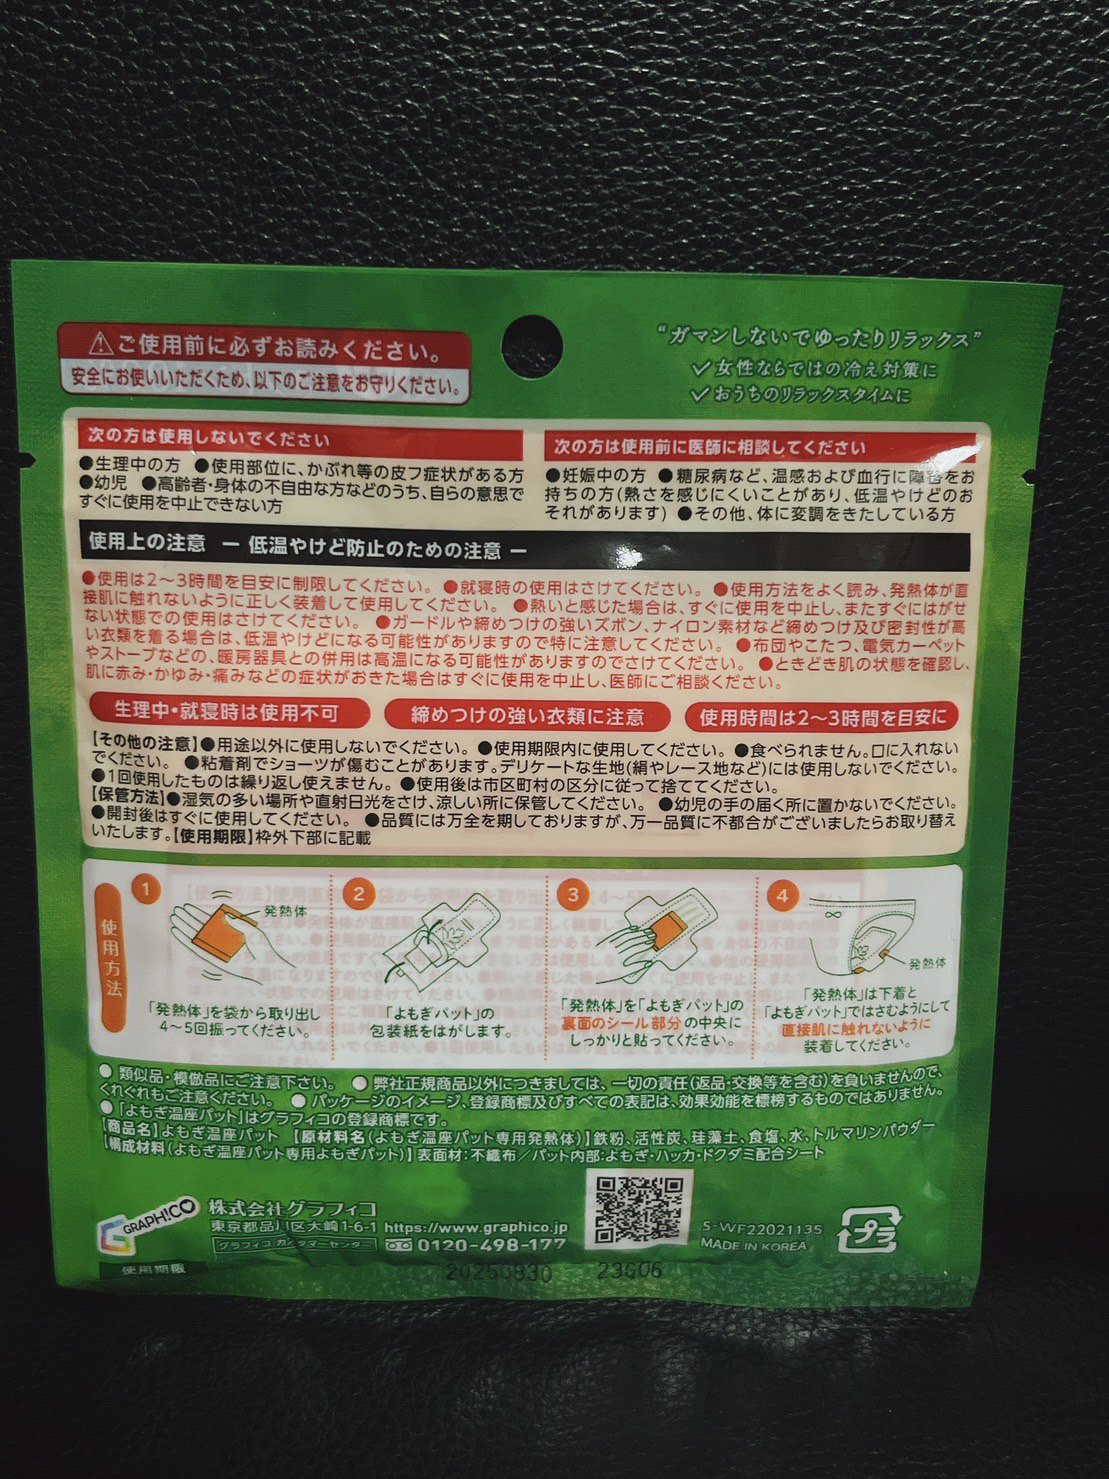 ⚠ご使用前に必ずお読みください。
安全にお使いいただくため、以下のご注意をお守りください。
“ガマンしないでゆったりリラックス”
✓女性ならではの冷え対策に
✓おうちのリラックスタイムに
次の方は使用しないでください
●生理中の方 ●使用部位に、かぶれ等の皮フ症状がある方
●幼児 ●高齢者・身体の不自由な方などのうち、自らの意思で
すぐに使用を中止できない方
次の方は使用前に医師に相談してください
●妊娠中の方 ●糖尿病など、温感および血行に障害をお
持ちの方(熱さを感じにくいことがあり、低温やけどのお
それがあります) ●その他、体に変調をきたしている方
使用上の注意 ー 低温やけど防止のための注意 ー
●使用は2〜3時間を目安に制限してください。 ●就寝時の使用はさけてください。 ●使用方法をよく読み、発熱体が直
接肌に触れないように正しく装着して使用してください。 ●熱いと感じた場合は、すぐに使用を中止し、またすぐにはがせ
ない状態での使用はさけてください。 ●ガードルや締めつけの強いズボン、ナイロン素材など締めつけ及び密封性が高
い衣類を着る場合は、低温やけどになる可能性がありますので特に注意してください。 ●布団やこたつ、電気カーペット
やストーブなどの、暖房器具との併用は高温になる可能性がありますのでさけてください。 ●ときどき肌の状態を確認し、
肌に赤み・かゆみ・痛みなどの症状がおきた場合はすぐに使用を中止し、医師にご相談ください。
生理中・就寝時は使用不可
締めつけの強い衣類に注意
使用時間は2〜3時間を目安に
【その他の注意】●用途以外に使用しないでください。 ●使用期限内に使用してください。 ●食べられません。口に入れない
でください。 ●粘着剤でショーツが傷むことがあります。デリケートな生地(絹やレース地など)には使用しないでください。
●1回使用したものは繰り返し使えません。 ●使用後は市区町村の区分に従って捨ててください。
【保管方法】●湿気の多い場所や直射日光をさけ、涼しい所に保管してください。 ●幼児の手の届く所に置かないでください。
●開封後はすぐに使用してください。 ●品質には万全を期しておりますが、万一品質に不都合がございましたらお取り替え
いたします。【使用期限】枠外下部に記載
使用方法
1
発熱体
「発熱体」を袋から取り出し
4〜5回振ってください。
2
「よもぎパット」の
包装紙をはがします。
3
「発熱体」を「よもぎパット」の
裏面のシール部分の中央に
しっかりと貼ってください。
4
発熱体
「発熱体」は下着と
「よもぎパット」ではさむようにして
直接肌に触れないように
装着してください。
●類似品・模倣品にご注意下さい。 ●弊社正規商品以外につきましては、一切の責任(返品・交換等を含む)を負いませんので、
くれぐれもご注意ください。 ●パッケージのイメージ、登録商標及びすべての表記は、効果効能を標榜するものではありません。
●「よもぎ温座パット」はグラフィコの登録商標です。
【商品名】よもぎ温座パット 【原材料名(よもぎ温座パット専用発熱体)】鉄粉、活性炭、珪藻土、食塩、水、トルマリンパウダー
【構成材料(よもぎ温座パット専用よもぎパット)】表面材:不織布/パット内部:よもぎ・ハッカ・ドクダミ配合シート
GRAPHICO
株式会社グラフィコ
東京都品川区大崎1-6-1 https://www.graphico.jp
グラフィコ カスタマーセンター 0120-498-177
S-WF22021135
MADE IN KOREA
プラ
使用期限
20250830 23G06